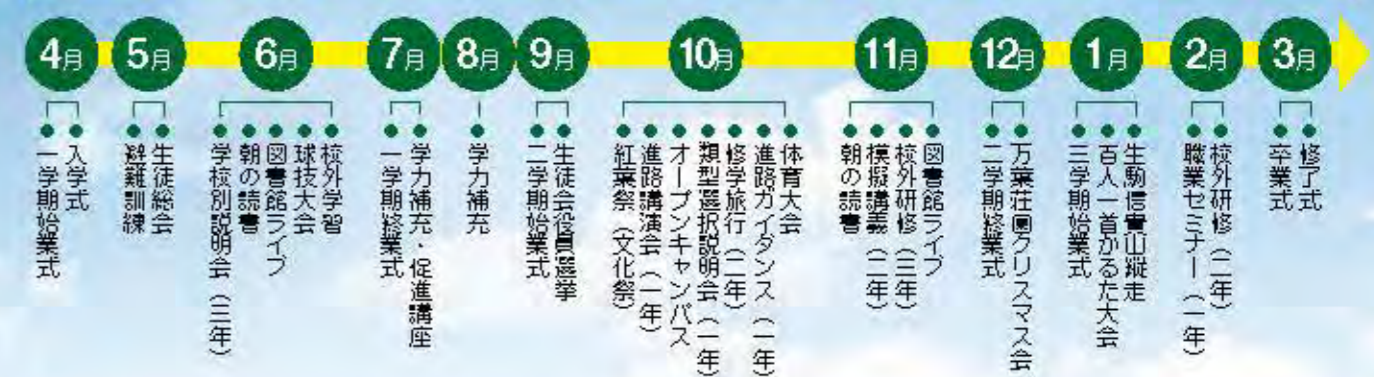 4月
入学式
一学期始業式
5月
生徒総会
避難訓練
6月
校外学習
球技大会
図書館ライブ
朝の読書
学校別説明会（三年）
7月
学力補充・促進講座
一学期終業式
8月
学力補充
9月
生徒会役員選挙
二学期始業式
10月
体育大会
進路ガイダンス（一年）
修学旅行（二年）
類型選択説明会（一年）
オープンキャンパス
進路講演会（一年）
紅葉祭（文化祭）
11月
図書館ライブ
校外研修（三年）
模擬講義（二年）
朝の読書
12月
万葉荘園クリスマス会
二学期終業式
1月
生駒信貴山縦走
百人一首かるた大会
三学期始業式
2月
校外研修（二年）
職業セミナー（一年）
3月
修了式
卒業式